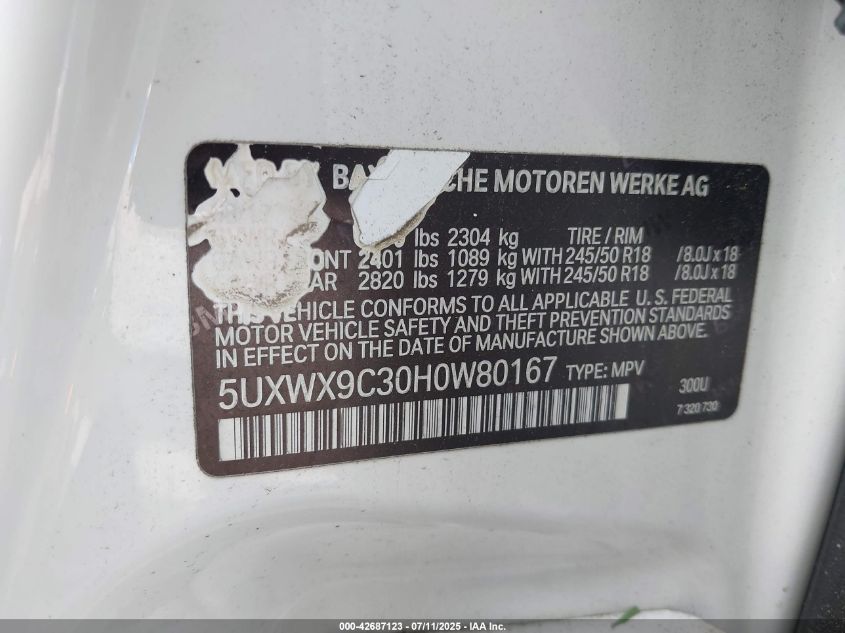 BAY CHE MOTOREN WERKE AG
lbs 2304 kg TIRE / RIM
ONT 2401 lbs 1089 kg WITH 245/50 R18 /8.0J x 18
AR 2820 lbs 1279 kg WITH 245/50 R18 /8.0J x 18
THIS VEHICLE CONFORMS TO ALL APPLICABLE U. S. FEDERAL
MOTOR VEHICLE SAFETY AND THEFT PREVENTION STANDARDS
IN EFFECT ON THE DATE OF MANUFACTURE SHOWN ABOVE.
5UXWX9C30H0W80167 TYPE: MPV 300U
7 320 730
000-42687123 - 07/11/2025 - IAA Inc.